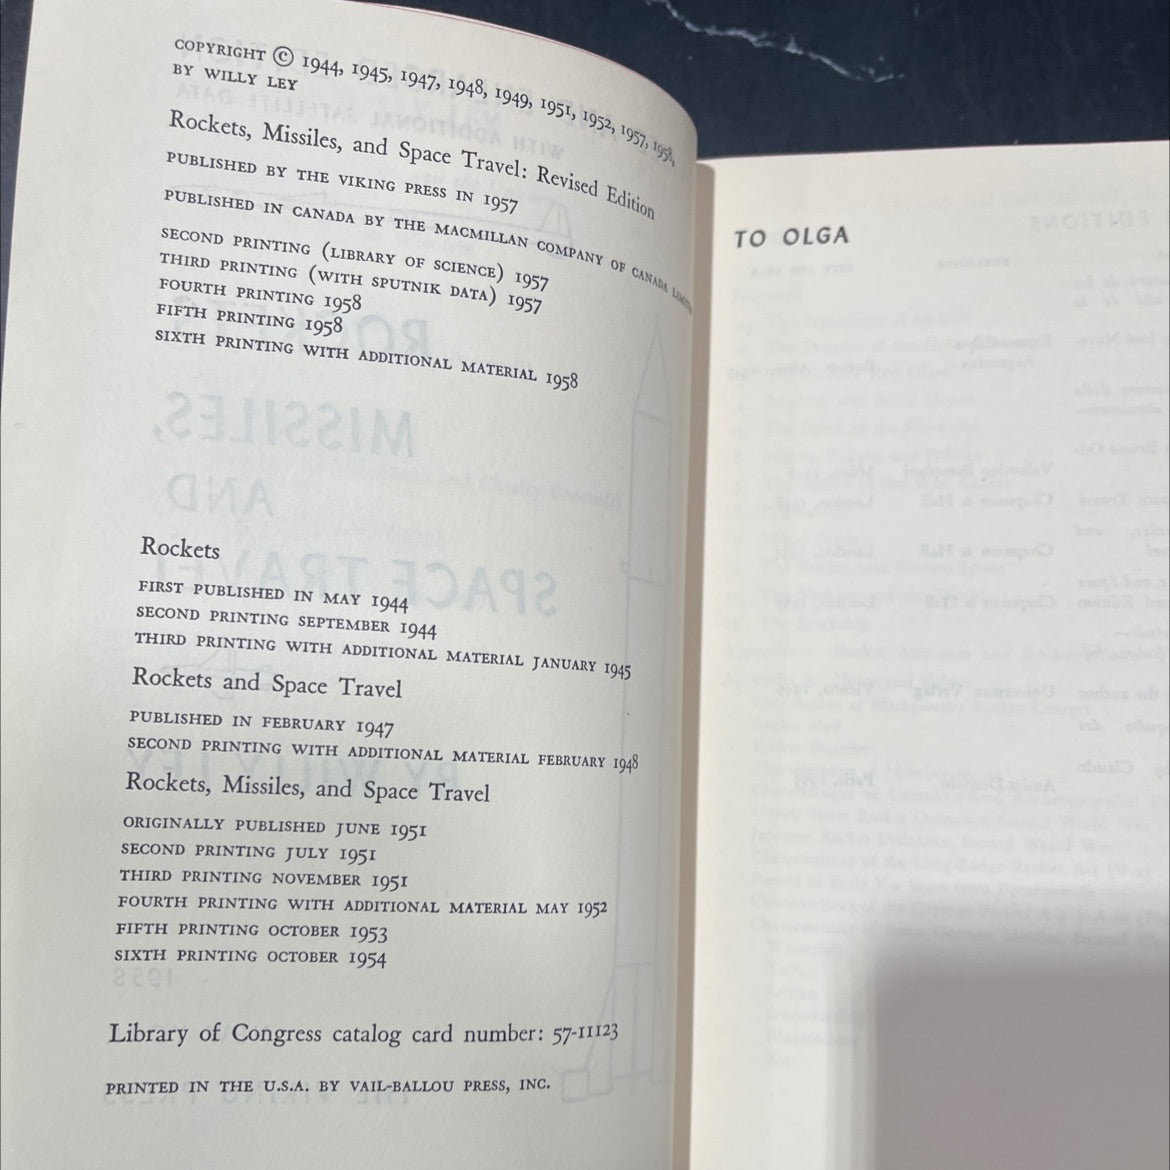 COPYRIGHT © 1944, 1945, 1947, 1948, 1949, 1951, 1952, 1957, 1958,
BY WILLY LEY
Rockets, Missiles, and Space Travel: Revised Edition
PUBLISHED BY THE VIKING PRESS IN 1957
PUBLISHED IN CANADA BY THE MACMILLAN COMPANY OF CANADA LIMITED
SECOND PRINTING (LIBRARY OF SCIENCE) 1957
THIRD PRINTING (WITH SPUTNIK DATA) 1957
FOURTH PRINTING 1958
FIFTH PRINTING 1958
SIXTH PRINTING WITH ADDITIONAL MATERIAL 1958
Rockets
FIRST PUBLISHED IN MAY 1944
SECOND PRINTING SEPTEMBER 1944
THIRD PRINTING WITH ADDITIONAL MATERIAL JANUARY 1945
Rockets and Space Travel
PUBLISHED IN FEBRUARY 1947
SECOND PRINTING WITH ADDITIONAL MATERIAL FEBRUARY 1948
Rockets, Missiles, and Space Travel
ORIGINALLY PUBLISHED JUNE 1951
SECOND PRINTING JULY 1951
THIRD PRINTING NOVEMBER 1951
FOURTH PRINTING WITH ADDITIONAL MATERIAL MAY 1952
FIFTH PRINTING OCTOBER 1953
SIXTH PRINTING OCTOBER 1954
Library of Congress catalog card number: 57-11123
PRINTED IN THE U.S.A. BY VAIL-BALLOU PRESS, INC.
TO OLGA